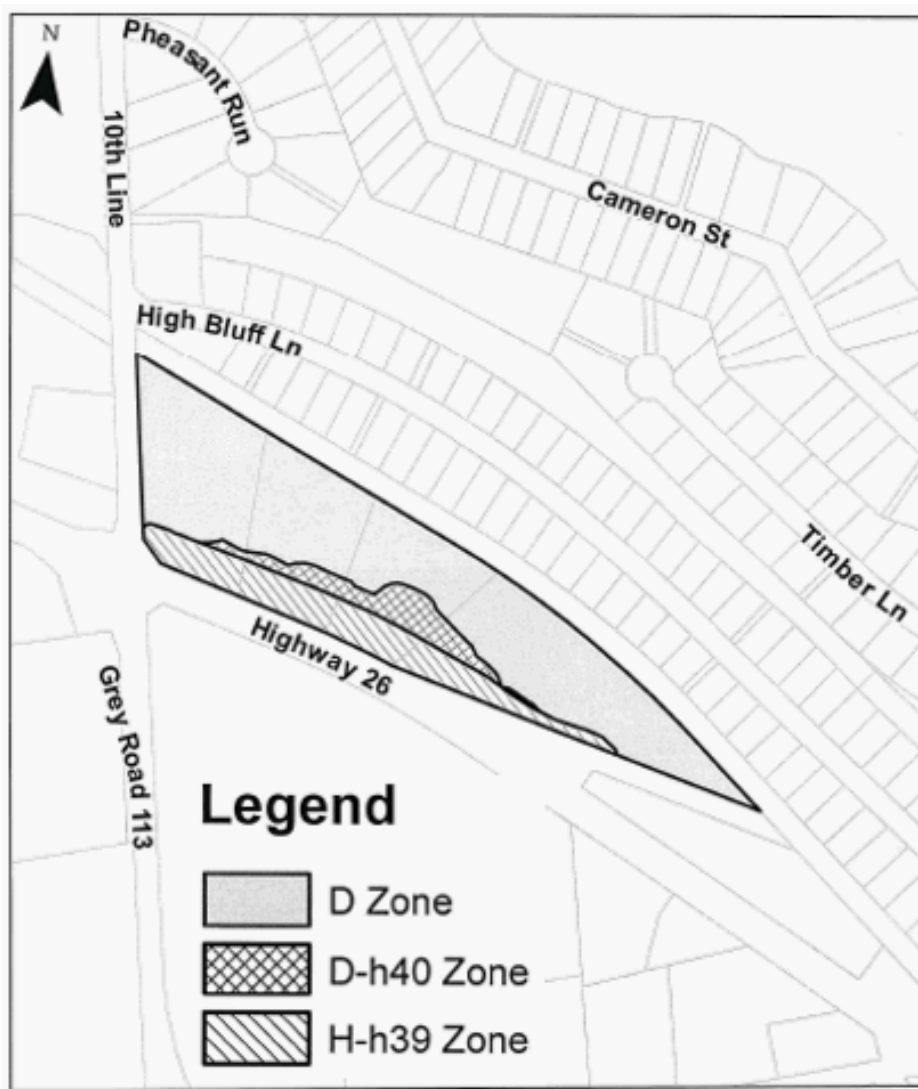 N
Pheasant Run
10th Line
Cameron St
High Bluff Ln
Timber Ln
Highway 26
Grey Road 113
Legend
D Zone
D-h40 Zone
H-h39 Zone